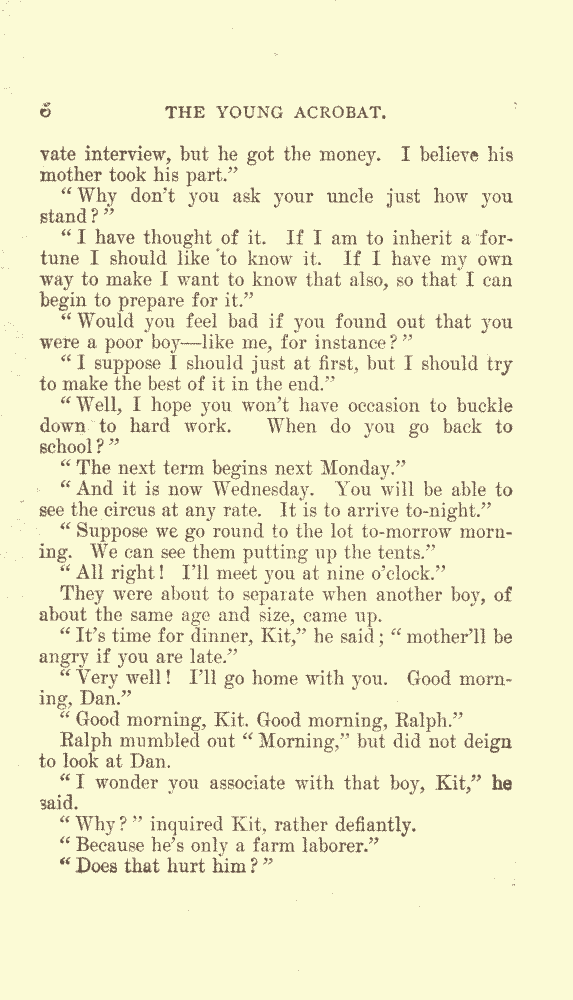 6 THE YOUNG ACROBAT.
vate interview, but he got the money. I believe his
mother took his part.”
“Why don’t you ask your uncle just how you
stand?”
“I have thought of it. If I am to inherit a for-
tune I should like to know it. If I have my own
way to make I want to know that also, so that I can
begin to prepare for it.”
“Would you feel bad if you found out that you
were a poor boy—like me, for instance?”
“I suppose I should just at first, but I should try
to make the best of it in the end.”
“Well, I hope you won’t have occasion to buckle
down to hard work. When do you go back to
school?”
“The next term begins next Monday.”
“And it is now Wednesday. You will be able to
see the circus at any rate. It is to arrive to-night.”
“Suppose we go round to the lot to-morrow morn-
ing. We can see them putting up the tents.”
“All right! I’ll meet you at nine o’clock.”
They were about to separate when another boy, of
about the same age and size, came up.
“It’s time for dinner, Kit,” he said; “mother’ll be
angry if you are late.”
“Very well! I’ll go home with you. Good morn-
ing, Dan.”
“Good morning, Kit. Good morning, Ralph.”
Ralph mumbled out “Morning,” but did not deign
to look at Dan.
“I wonder you associate with that boy, Kit,” he
said.
“Why?” inquired Kit, rather defiantly.
“Because he’s only a farm laborer.”
“Does that hurt him?”